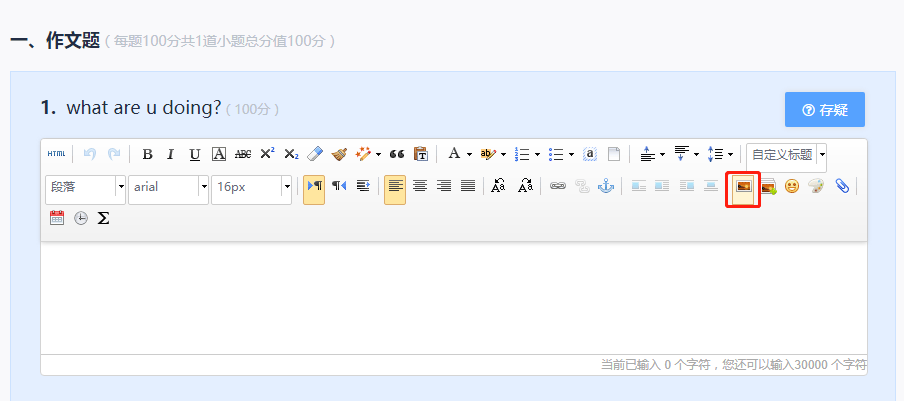 一、作文题（每题100分共1道小题总分值100分）
1. what are u doing?（100分）
存疑
HTML B I U A ABC X² X₂ A ab a 自定义标题
段落 arial 16px
Σ
当前已输入 0 个字符，您还可以输入30000 个字符